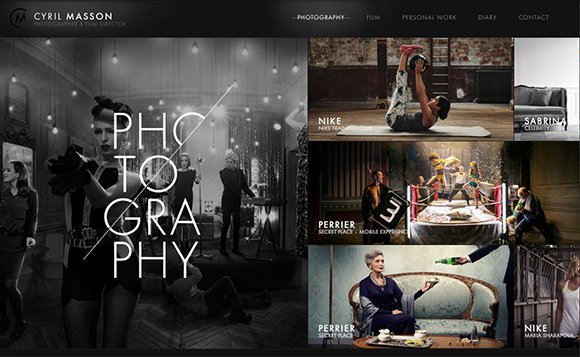 CYRIL MASSON
PHOTOGRAPHER & FILM DIRECTOR
PHOTOGRAPHY
FILM
PERSONAL WORK
DIARY
CONTACT
PHO
TO
GRA
PHY
NIKE
NIKE TRAINING CLUB
SABRINA
CELEBRITY
PERRIER
SECRET PLACE - MOBILE EXPERIENCE
PERRIER
SECRET PLACE
NIKE
MARIA SHARAPOVA